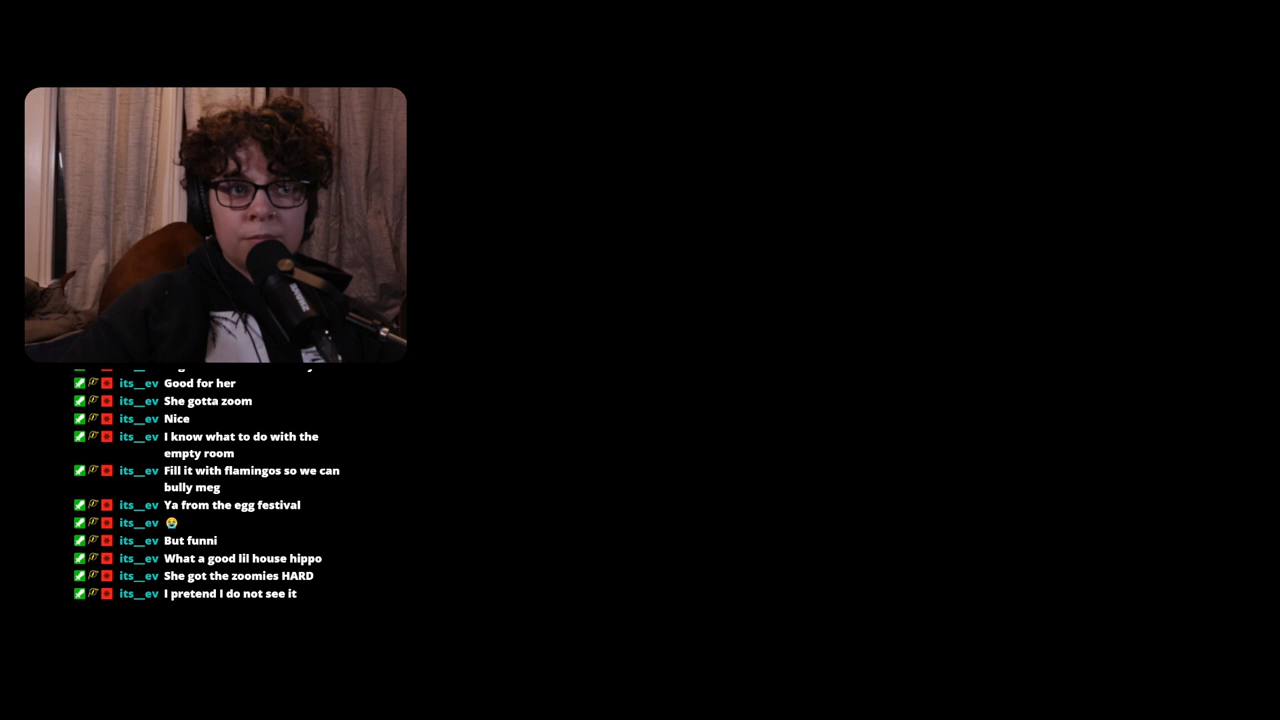 its__ev Good for her
its__ev She gotta zoom
its__ev Nice
its__ev I know what to do with the
empty room
its__ev Fill it with flamingos so we can
bully meg
its__ev Ya from the egg festival
its__ev 😭
its__ev But funni
its__ev What a good lil house hippo
its__ev She got the zoomies HARD
its__ev I pretend I do not see it